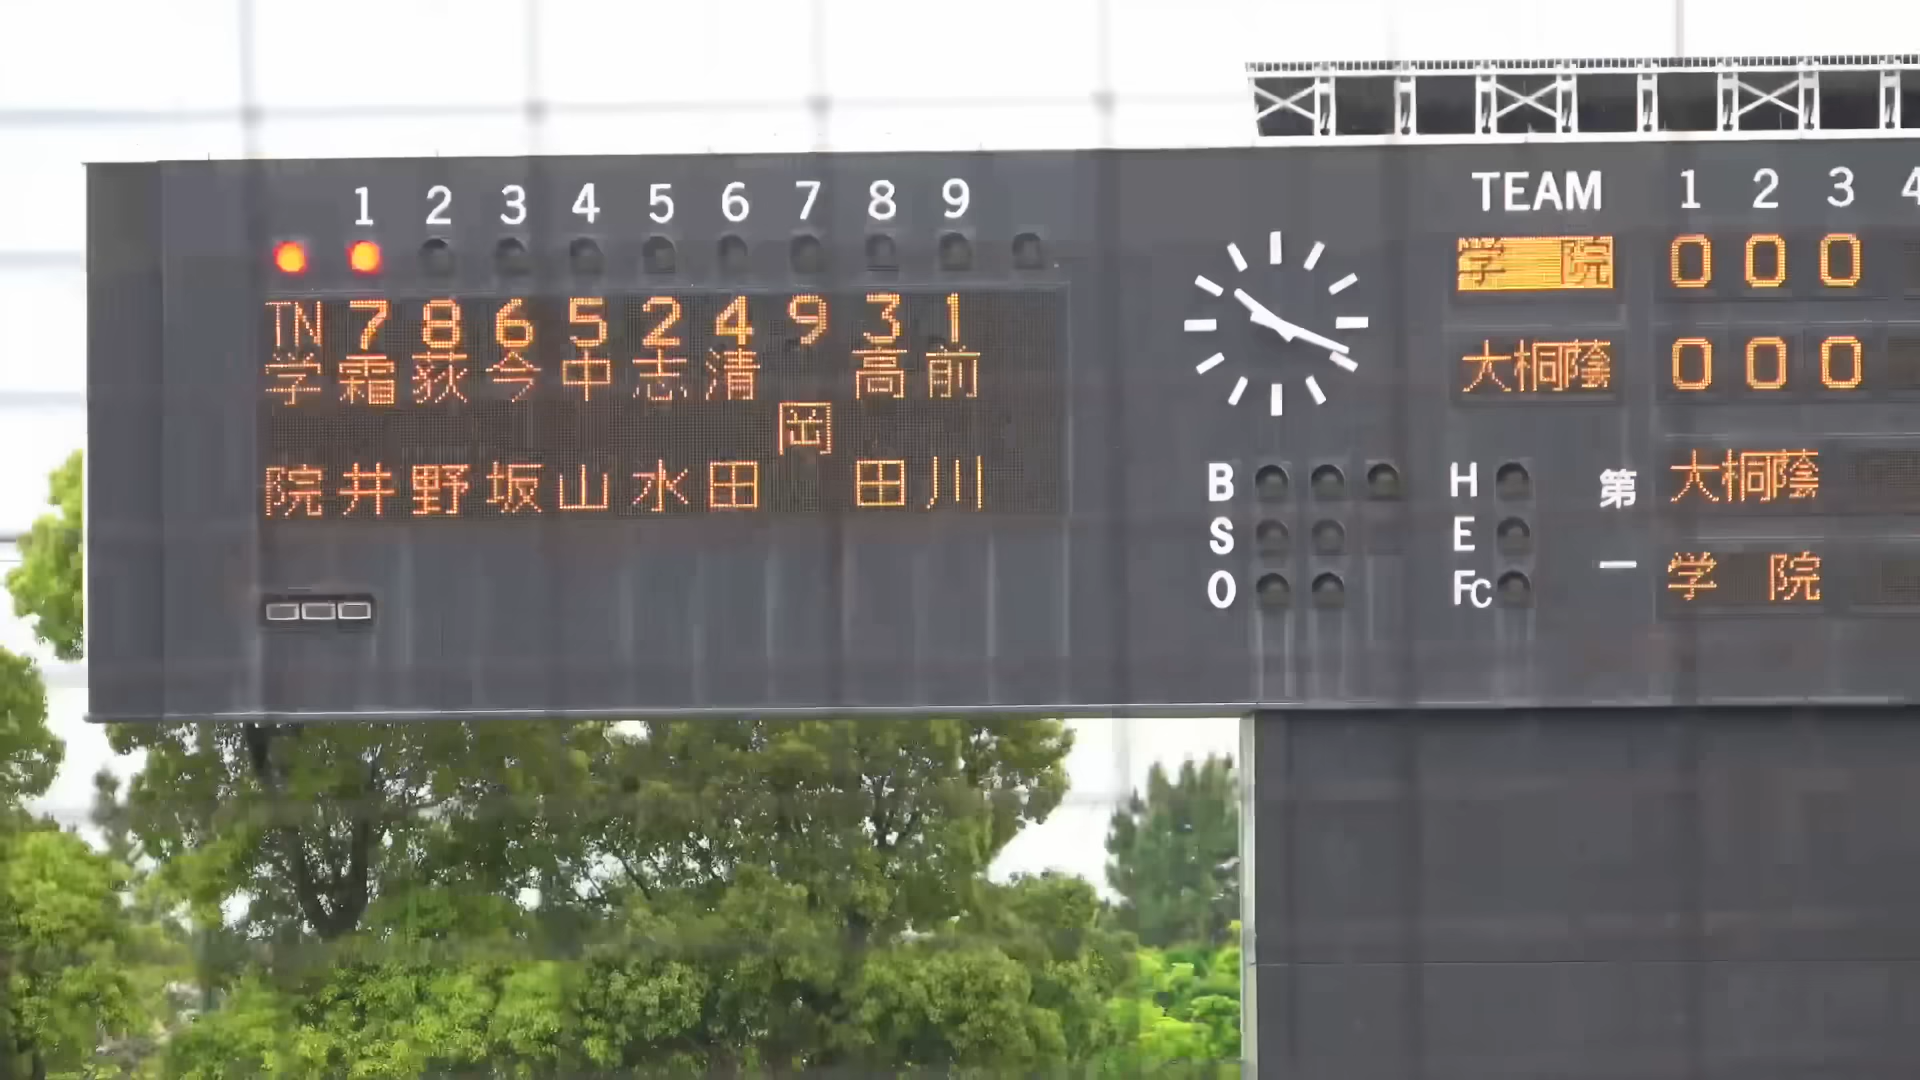 1 2 3 4 5 6 7 8 9
TN 7 8 6 5 2 4 9 3 1
学院 霜井 荻野 今坂 中山 志水 清田 岡 高田 前川
TEAM 1 2 3 4
学院 0 0 0
大桐蔭 0 0 0
B H
S E
O Fc
第一
大桐蔭
学院